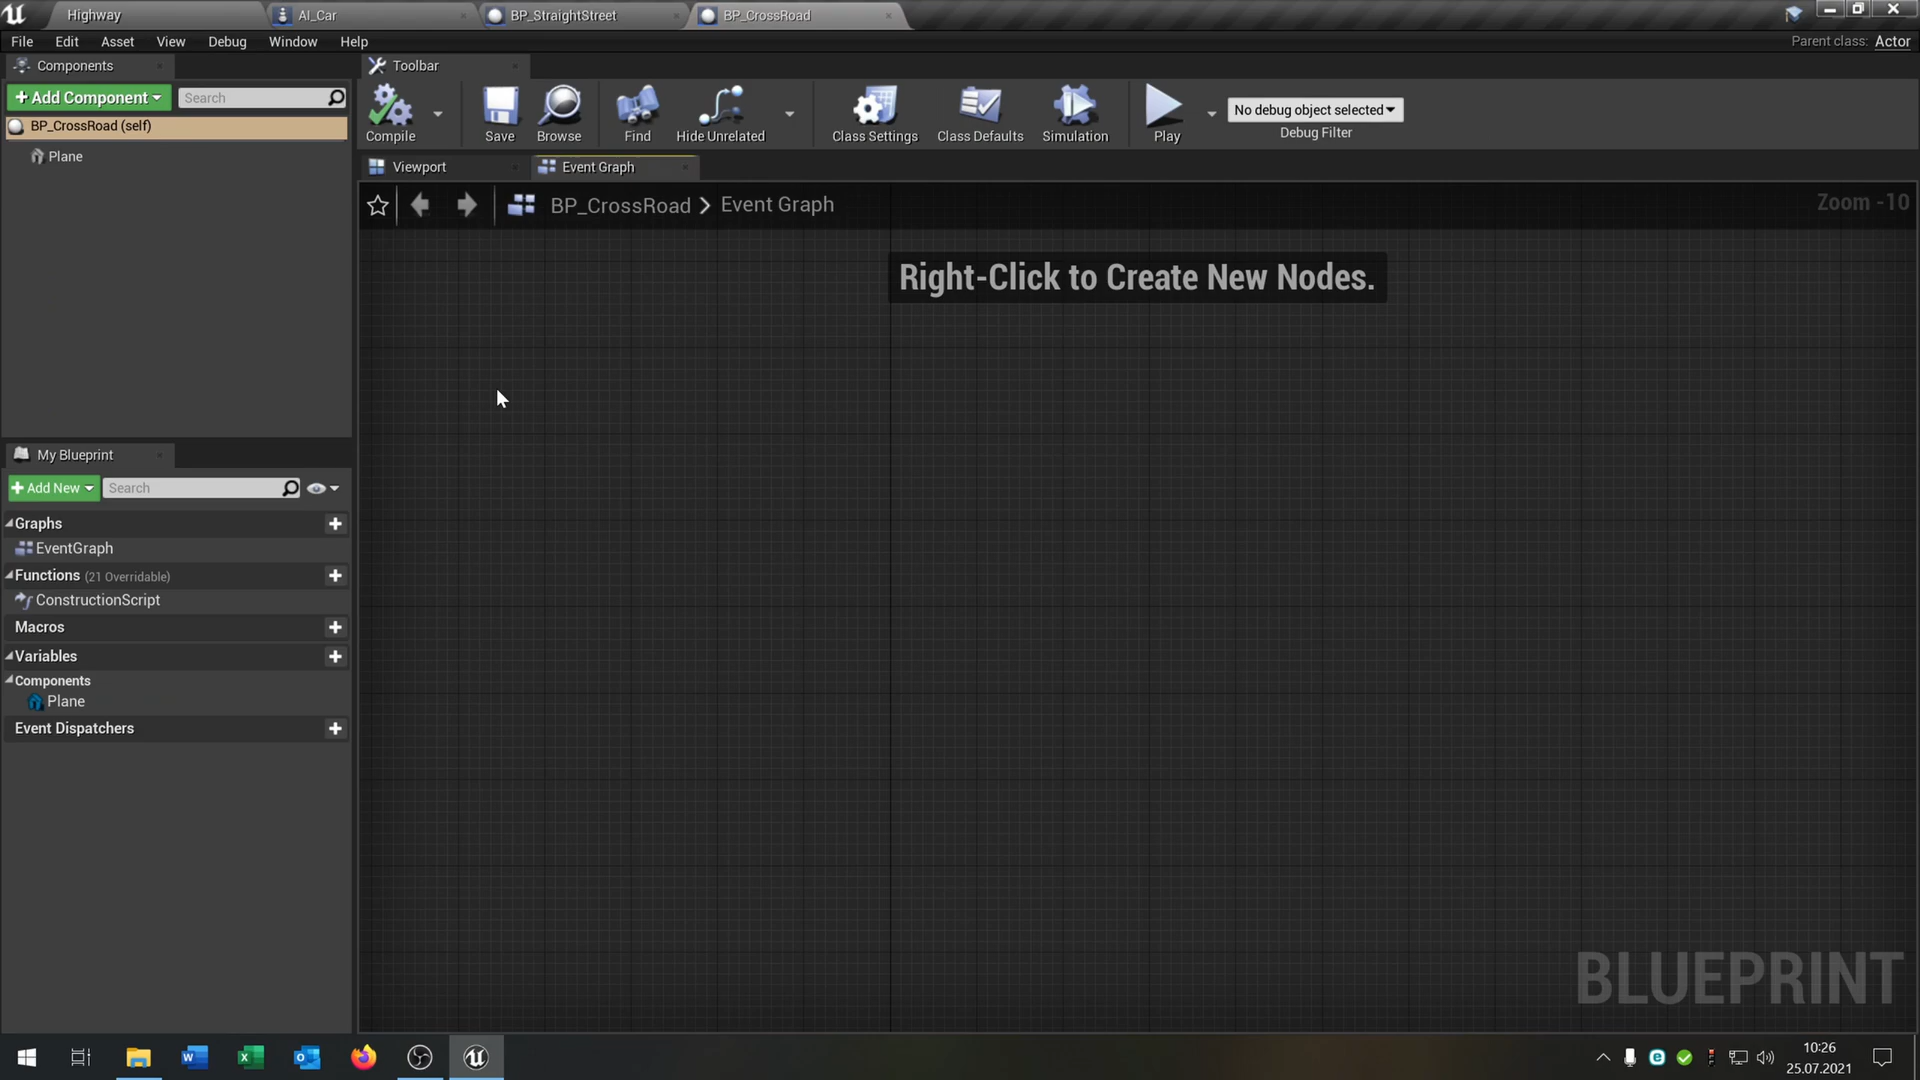 Highway
AI_Car
BP_StraightStreet
BP_CrossRoad
File
Edit
Asset
View
Debug
Window
Help
Parent class: Actor
Components
Toolbar
+ Add Component
Search
BP_CrossRoad (self)
Plane
Compile
Save
Browse
Find
Hide Unrelated
Class Settings
Class Defaults
Simulation
Play
No debug object selected
Debug Filter
Viewport
Event Graph
BP_CrossRoad > Event Graph
Zoom -10
Right-Click to Create New Nodes.
My Blueprint
+ Add New
Search
Graphs
EventGraph
Functions (21 Overridable)
ConstructionScript
Macros
Variables
Components
Plane
Event Dispatchers
BLUEPRINT
10:26
25.07.2021